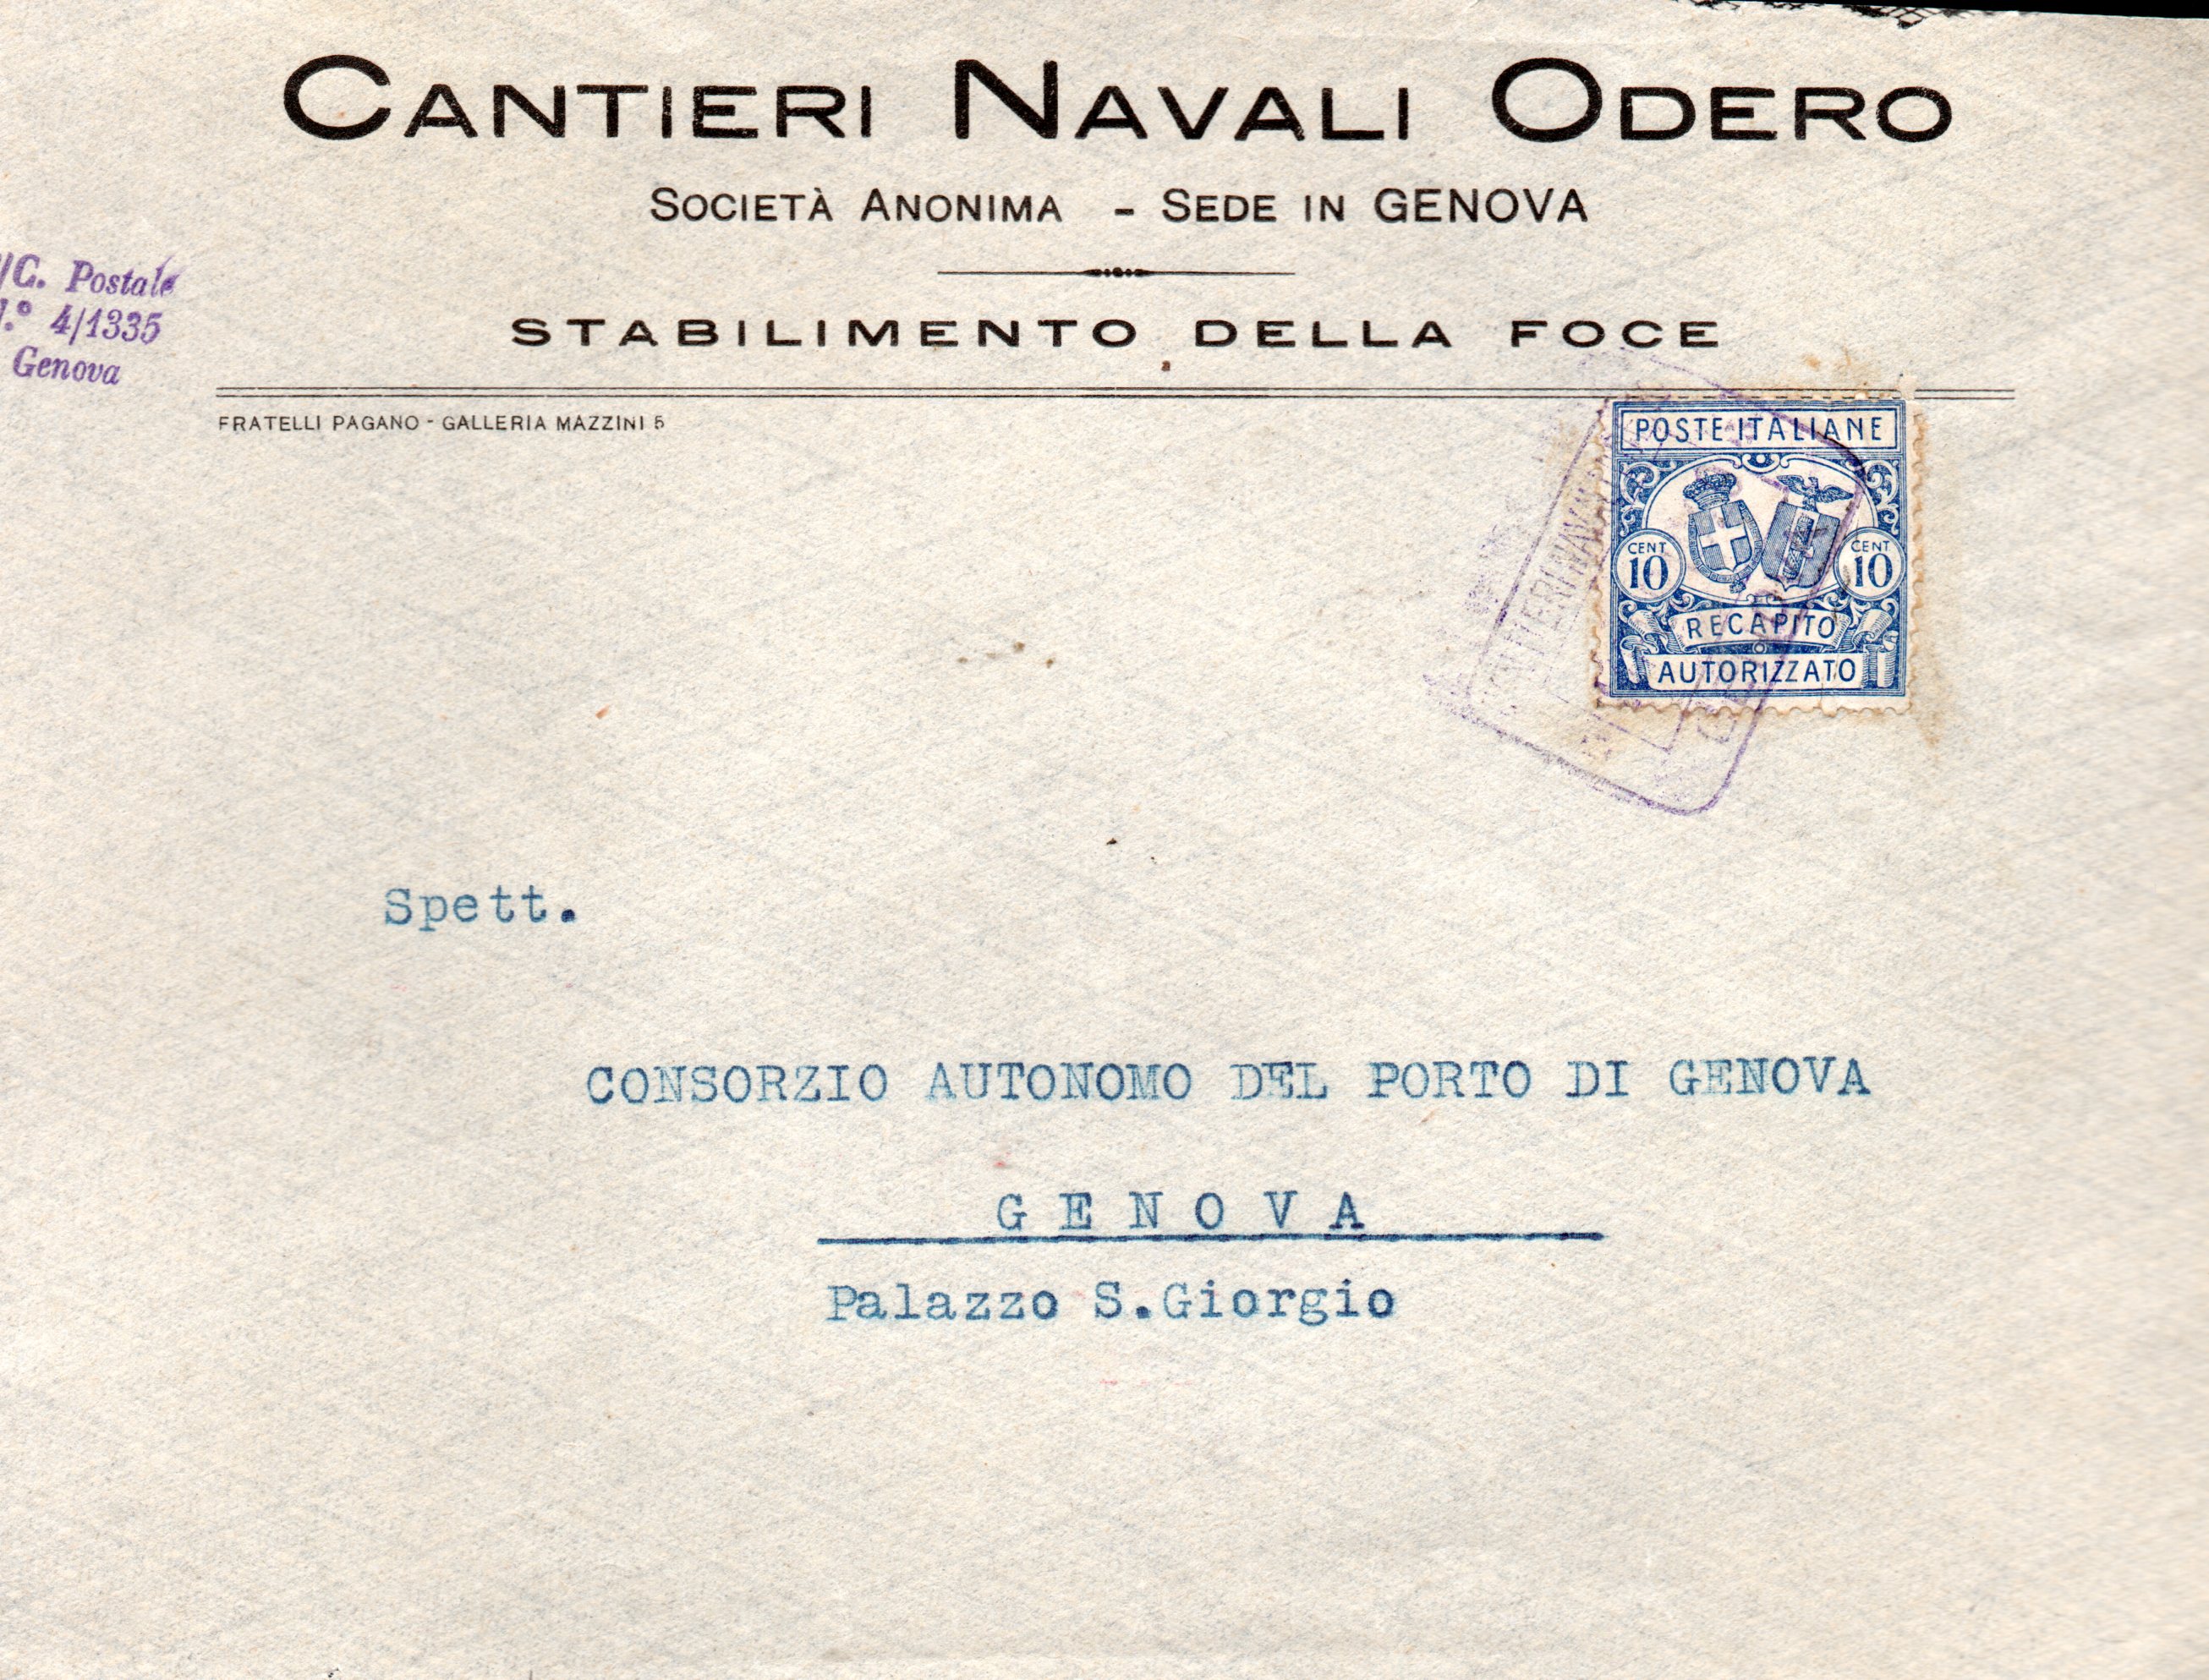 CANTIERI NAVALI ODERO
SOCIETÀ ANONIMA - SEDE IN GENOVA
/C. Postale
.° 4/1335
Genova
STABILIMENTO DELLA FOCE
FRATELLI PAGANO - GALLERIA MAZZINI 5
POSTE ITALIANE
CENT 10
CENT 10
RECAPITO
AUTORIZZATO
Spett.
CONSORZIO AUTONOMO DEL PORTO DI GENOVA
G E N O V A
Palazzo S.Giorgio